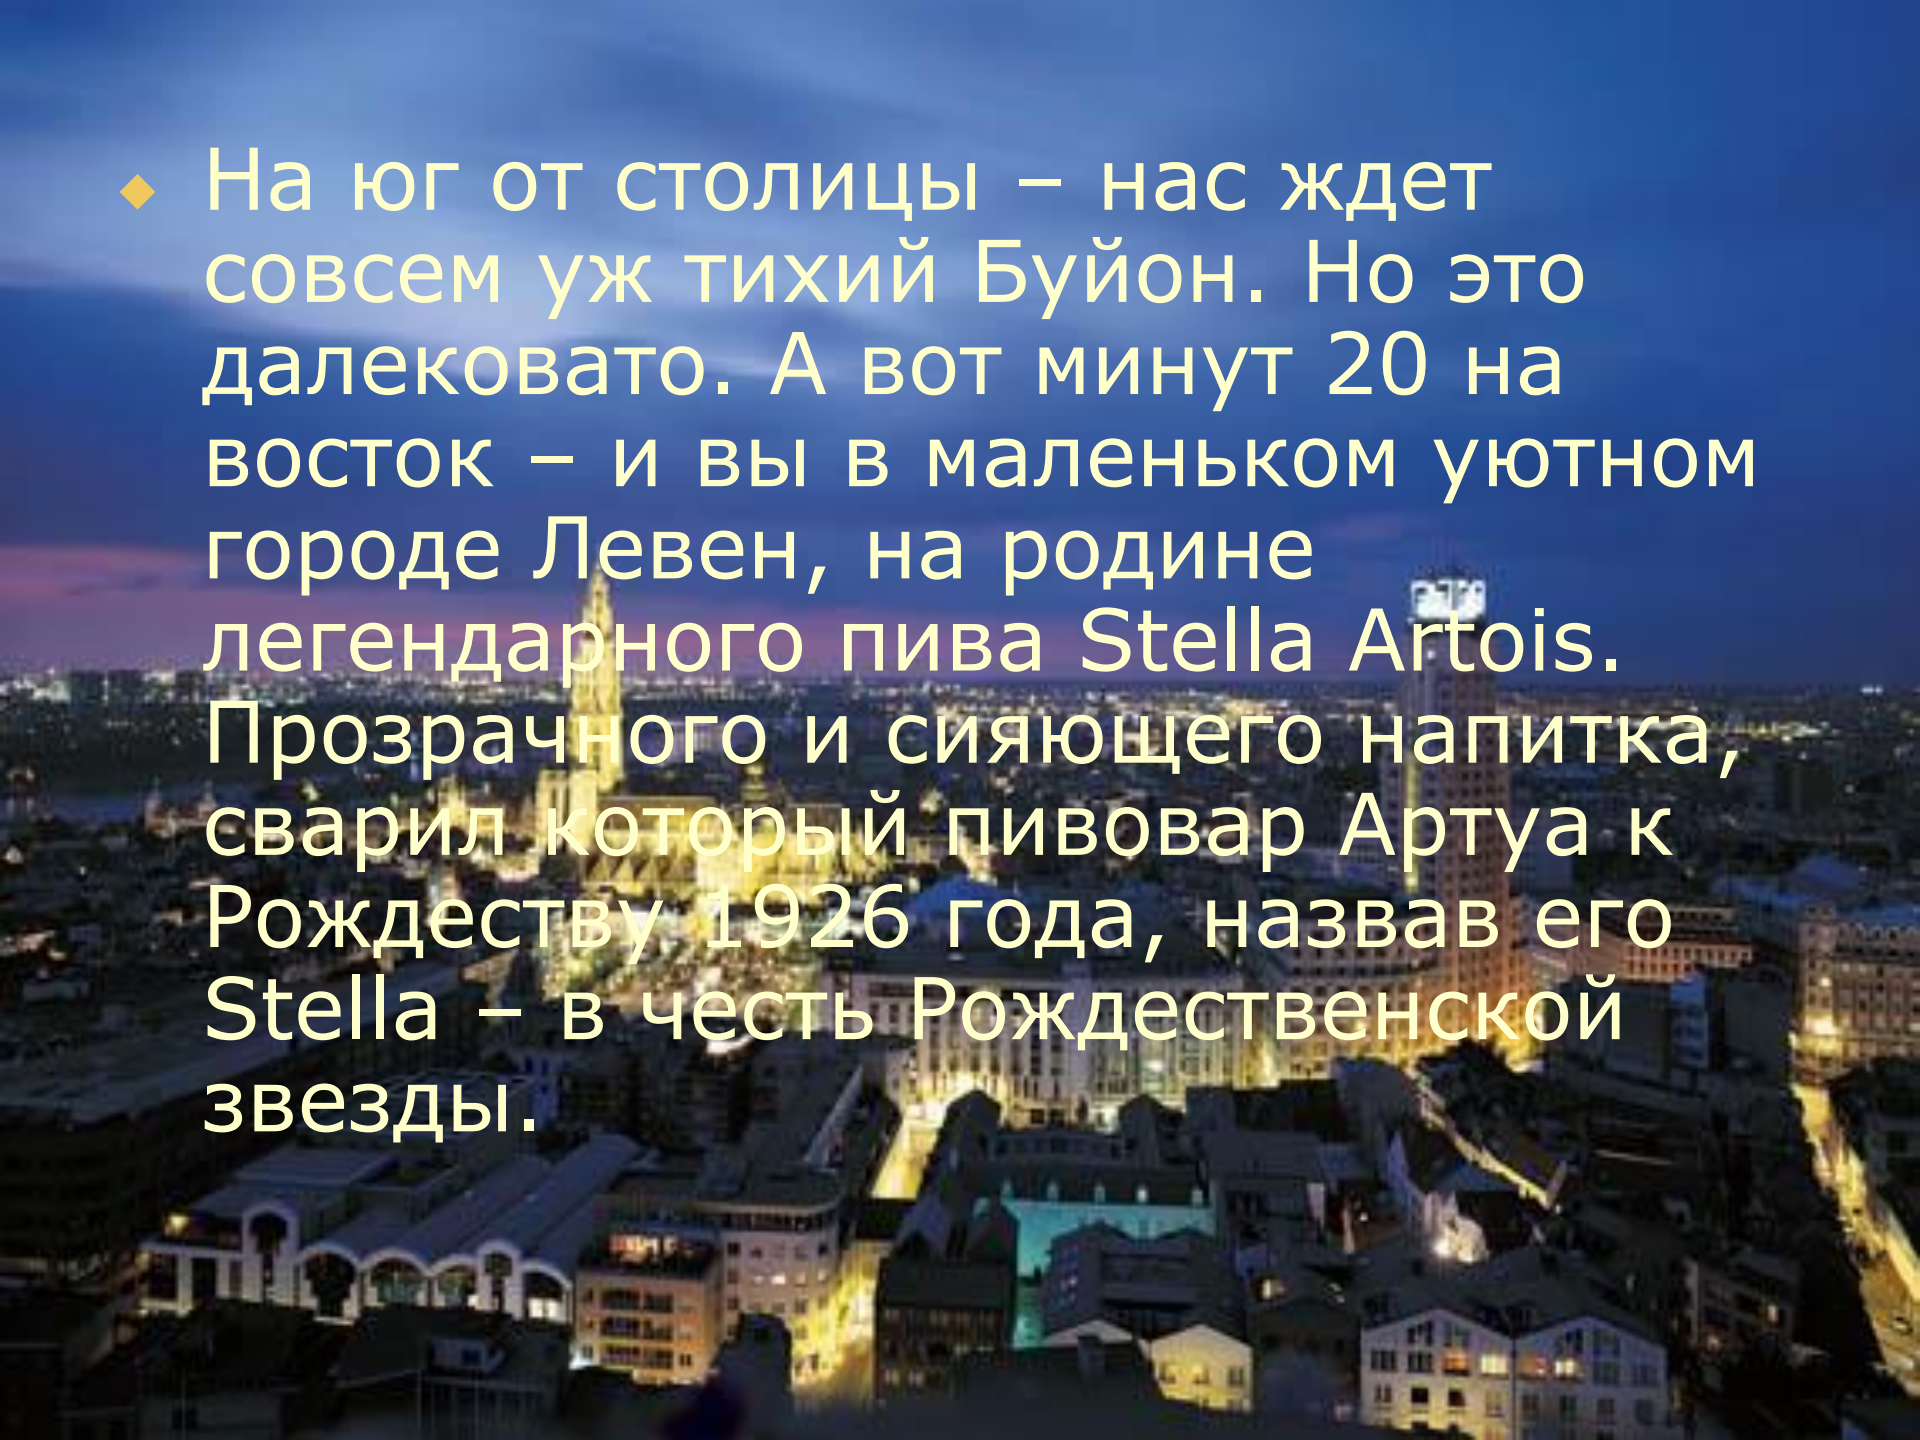 На юг от столицы – нас ждет
совсем уж тихий Буйон. Но это
далековато. А вот минут 20 на
восток – и вы в маленьком уютном
городе Левен, на родине
легендарного пива Stella Artois.
Прозрачного и сияющего напитка,
сварил который пивовар Артуа к
Рождеству 1926 года, назвав его
Stella – в честь Рождественской
звезды.